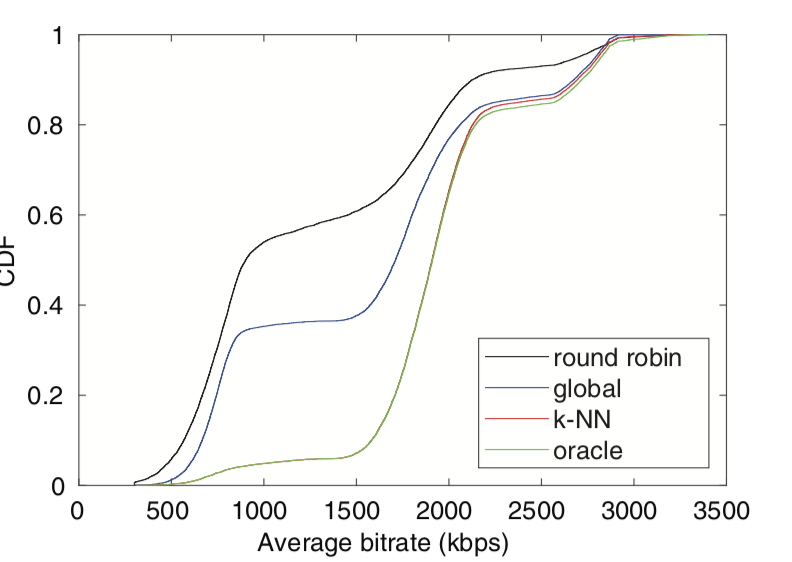 1
0.8
0.6
0.4
0.2
0
CDF
0 500 1000 1500 2000 2500 3000 3500
Average bitrate (kbps)
round robin
global
k-NN
oracle